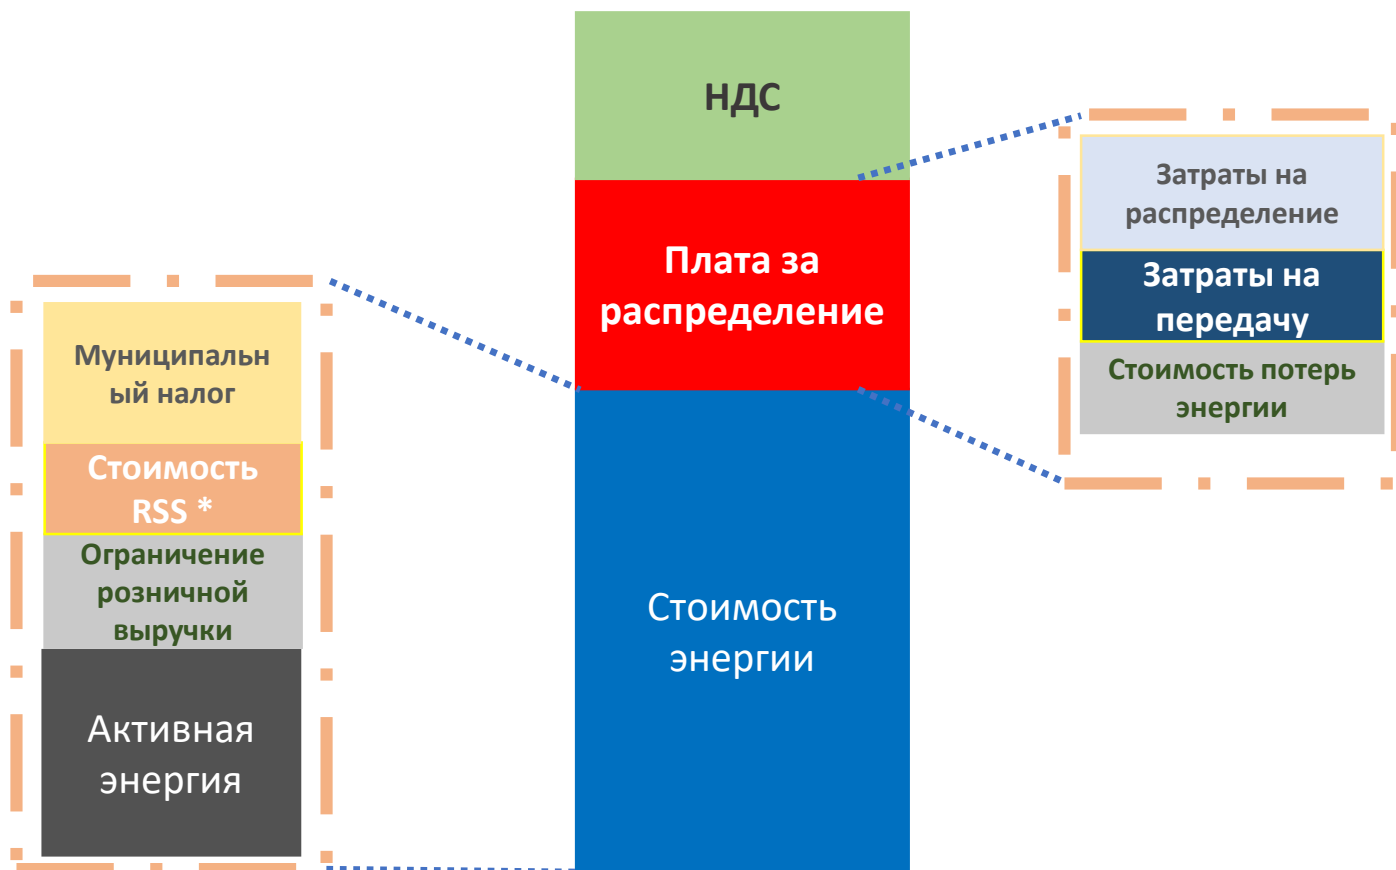 НДС
Плата за
распределение
Стоимость
энергии
Муниципальн
ый налог
Стоимость
RSS *
Ограничение
розничной
выручки
Активная
энергия
Затраты на
распределение
Затраты на
передачу
Стоимость потерь
энергии